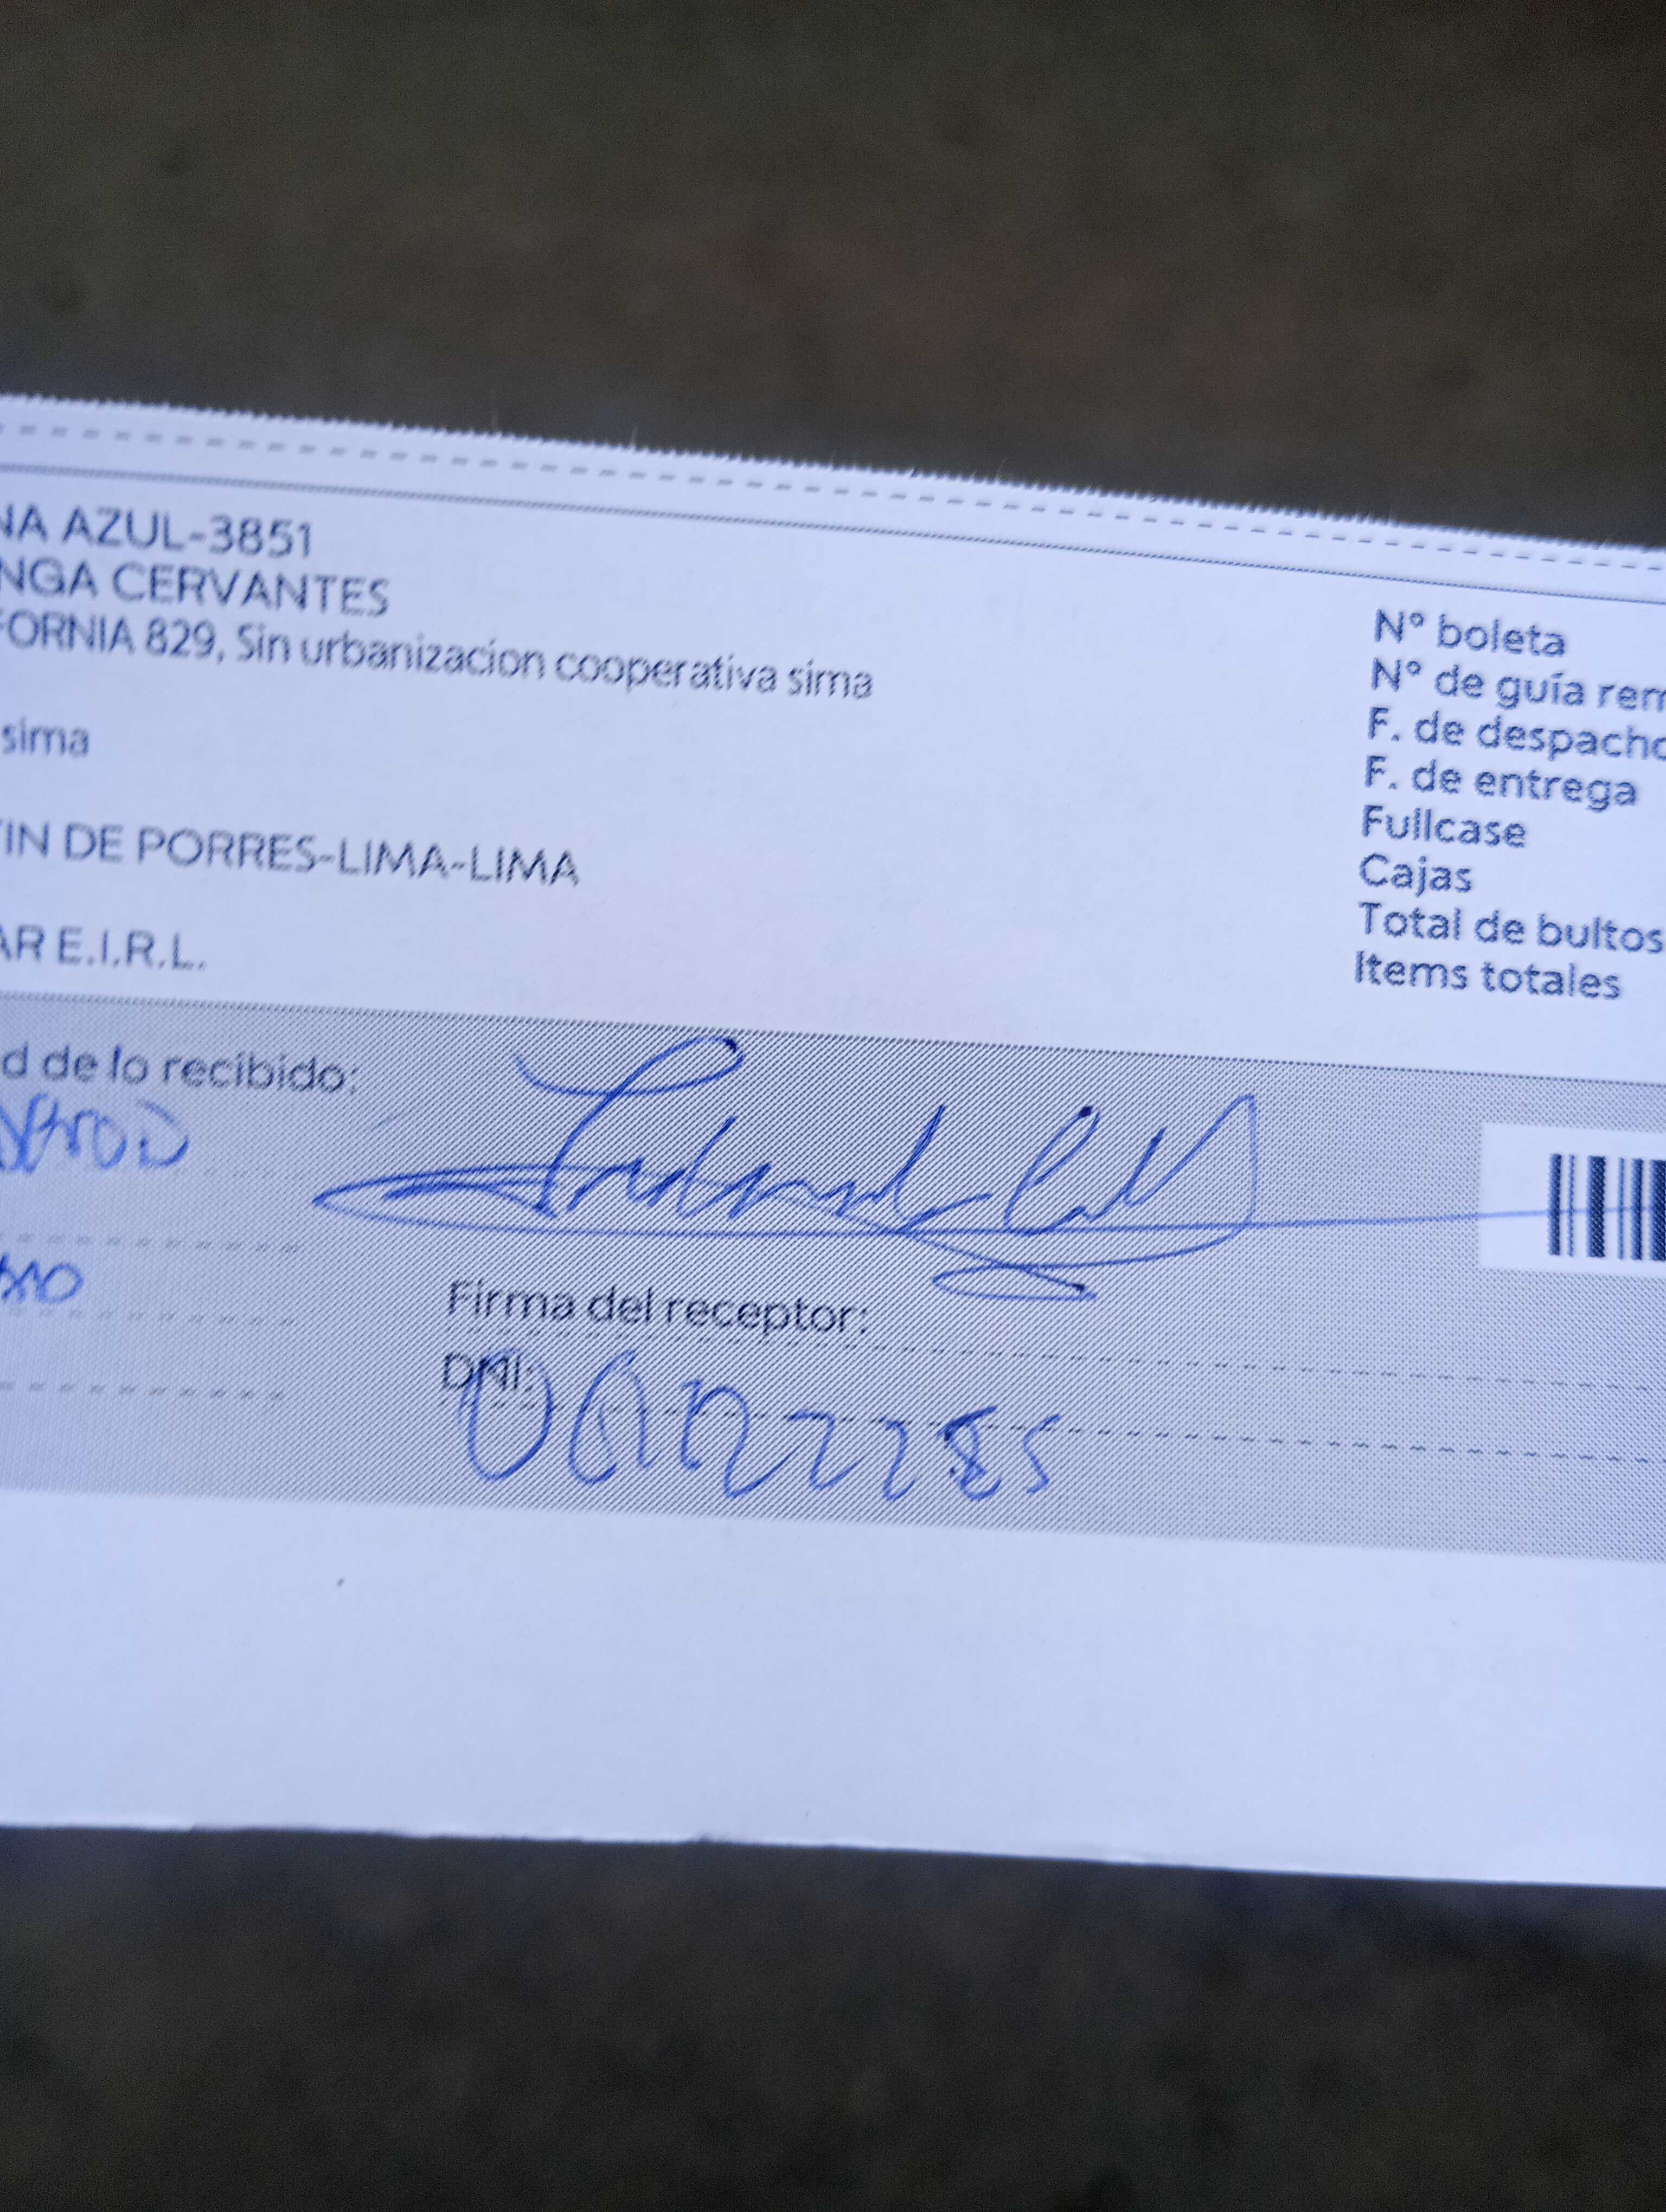 NA AZUL-3851
NGA CERVANTES
FORNIA 829, Sin urbanizacion cooperativa sima
sima
TIN DE PORRES-LIMA-LIMA
AR E.I.R.L.
N° boleta
N° de guía rem
F. de despacho
F. de entrega
Fullcase
Cajas
Total de bultos
Items totales
d de lo recibido:
Firma del receptor:
DNI: